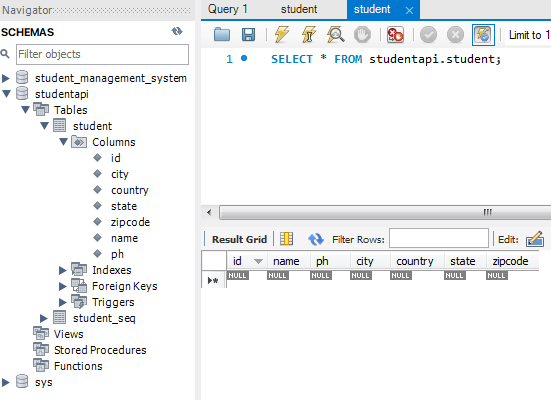 Navigator
SCHEMAS
Filter objects
student_management_system
studentapi
Tables
student
Columns
id
city
country
state
zipcode
name
ph
Indexes
Foreign Keys
Triggers
student_seq
Views
Stored Procedures
Functions
sys
Query 1 student student
Limit to 1
1 SELECT * FROM studentapi.student;
Result Grid Filter Rows: Edit:
id name ph city country state zipcode
NULL NULL NULL NULL NULL NULL NULL